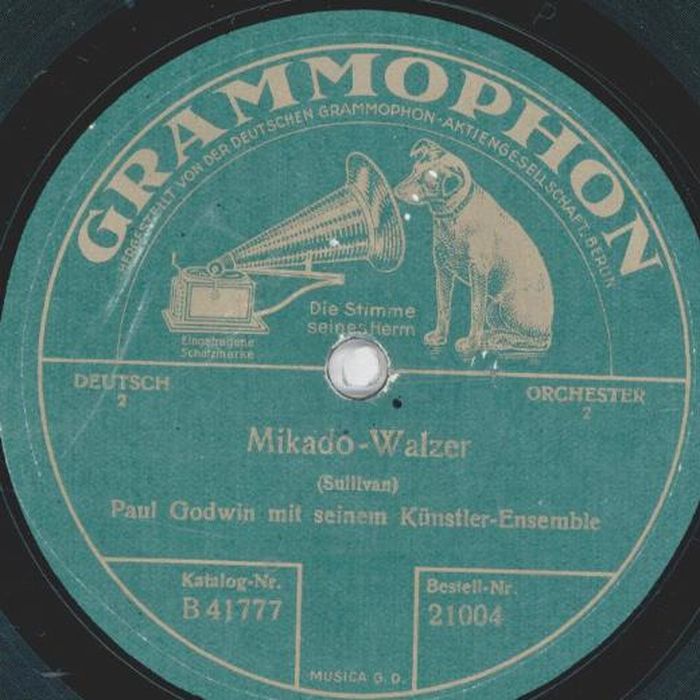 GRAMMOPHON
HERGESTELLT VON DER DEUTSCHEN GRAMMOPHON-AKTIENGESELLSCHAFT, BERLIN
Die Stimme
seines Herrn
Eingetragene
Schutzmarke
DEUTSCH
2
ORCHESTER
2
Mikado-Walzer
(Sullivan)
Paul Godwin mit seinem Künstler-Ensemble
Katalog-Nr.
B 41777
Bestell-Nr.
21004
MUSICA G. D.